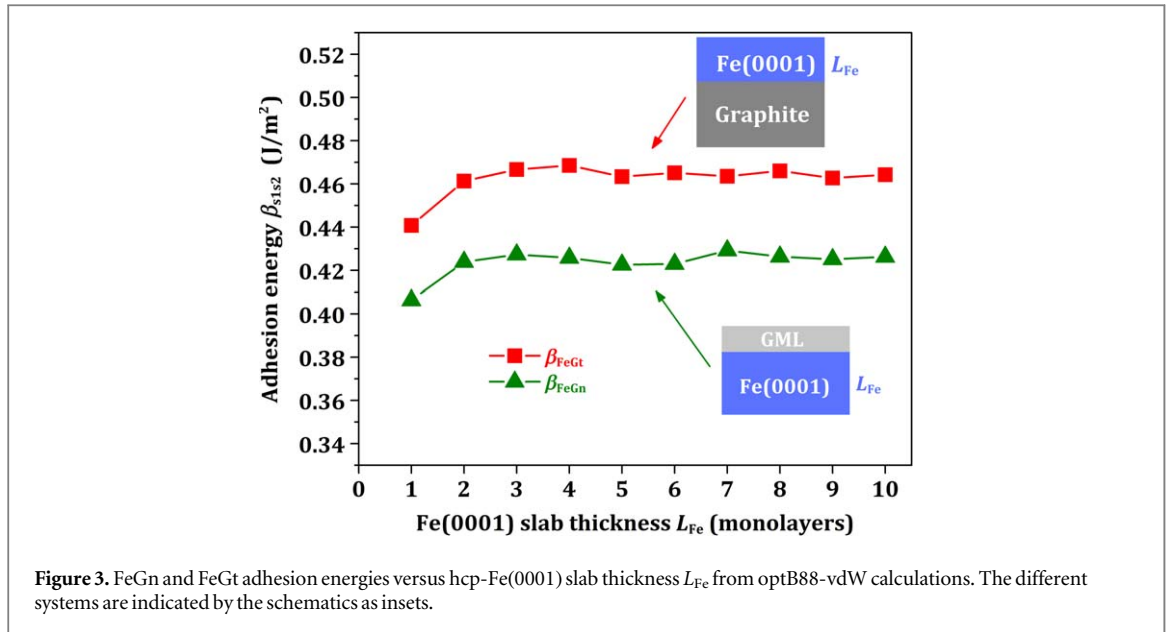 0.52
0.50
0.48
0.46
0.44
0.42
0.40
0.38
0.36
0.34
Adhesion energy βs1s2 (J/m²)
Fe(0001) LFe
Graphite
GML
Fe(0001) LFe
βFeGt
βFeGn
0 1 2 3 4 5 6 7 8 9 10
Fe(0001) slab thickness LFe (monolayers)
Figure 3. FeGn and FeGt adhesion energies versus hcp-Fe(0001) slab thickness LFe from optB88-vdW calculations. The different
systems are indicated by the schematics as insets.